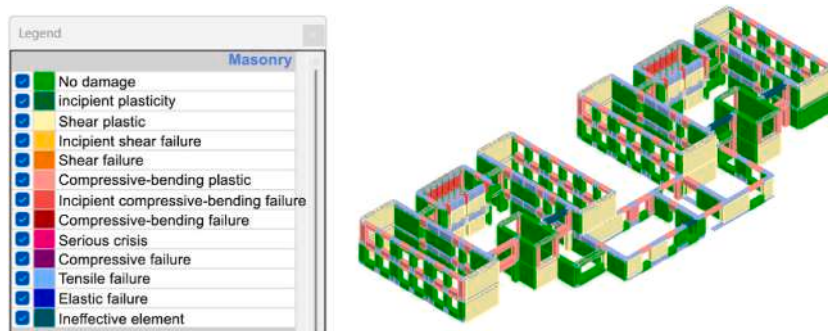 Legend
Masonry
No damage
incipient plasticity
Shear plastic
Incipient shear failure
Shear failure
Compressive-bending plastic
Incipient compressive-bending failure
Compressive-bending failure
Serious crisis
Compressive failure
Tensile failure
Elastic failure
Ineffective element